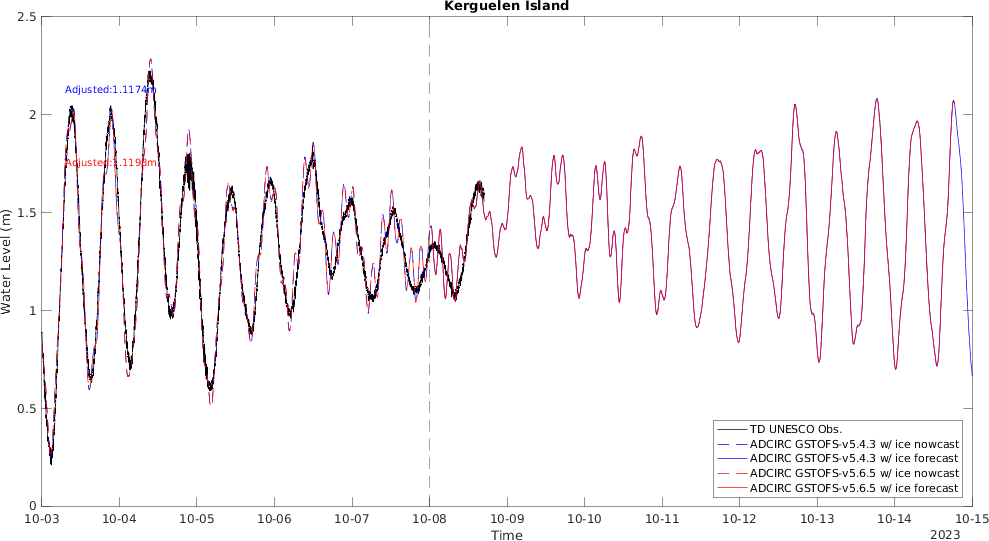 Kerguelen Island
2.5
2
1.5
1
0.5
0
Water Level (m)
Adjusted:1.1174m
Adjusted:1.1193m
TD UNESCO Obs.
ADCIRC GSTOFS-v5.4.3 w/ ice nowcast
ADCIRC GSTOFS-v5.4.3 w/ ice forecast
ADCIRC GSTOFS-v5.6.5 w/ ice nowcast
ADCIRC GSTOFS-v5.6.5 w/ ice forecast
10-03 10-04 10-05 10-06 10-07 10-08 10-09 10-10 10-11 10-12 10-13 10-14 10-15
Time
2023